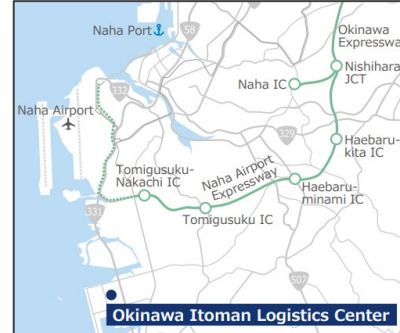 Naha Port
58
Okinawa
Expressway
Nishihara
JCT
332
Naha IC
Naha Airport
329
Haebaru-
kita IC
Tomigusuku-
Nakachi IC
Naha Airport
Expressway
Haebaru-
minami IC
331
Tomigusuku IC
507
Okinawa Itoman Logistics Center